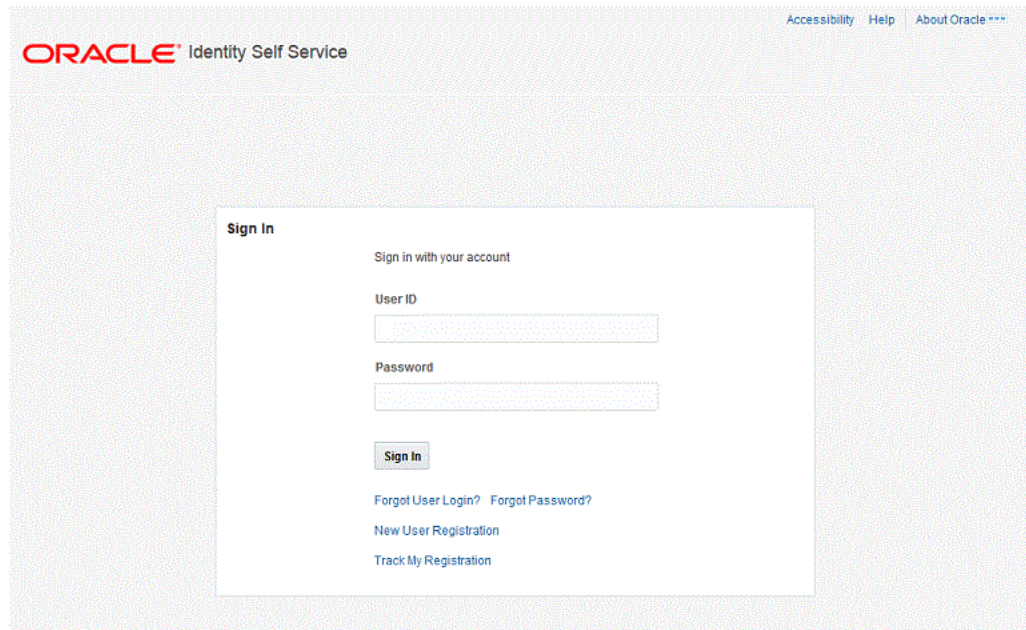 Accessibility Help About Oracle
ORACLE® Identity Self Service
Sign In
Sign in with your account
User ID
Password
Sign In
Forgot User Login? Forgot Password?
New User Registration
Track My Registration